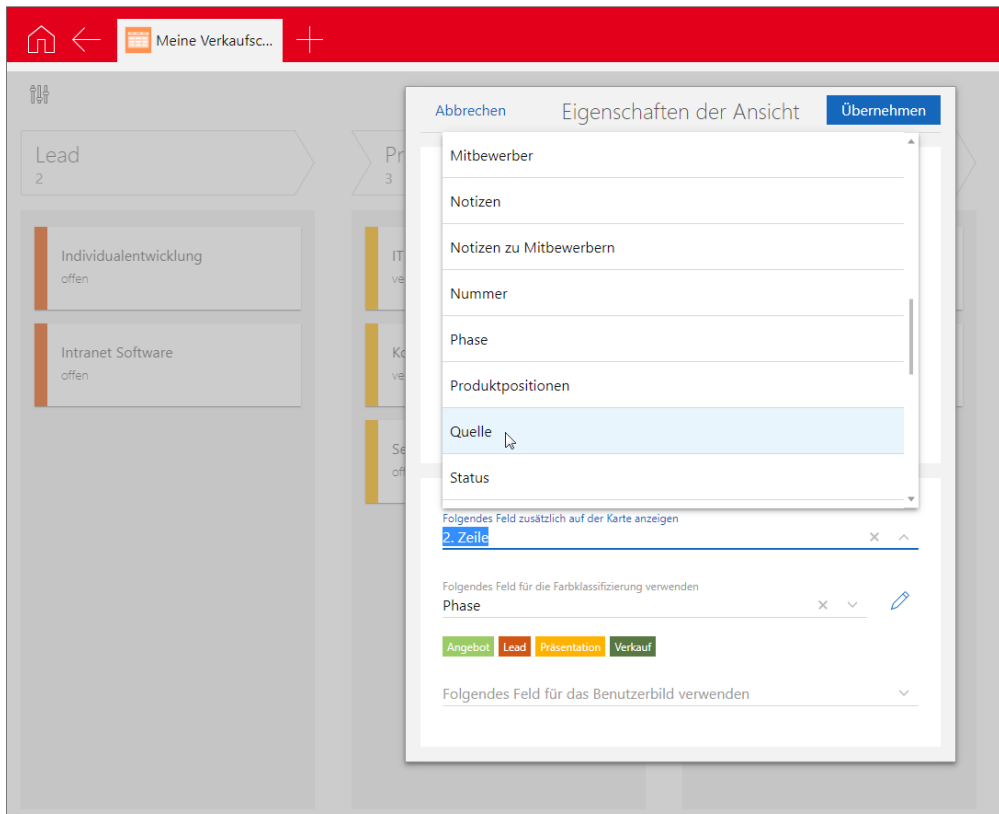 Meine Verkaufsc...
Lead
2
Individualentwicklung
offen
Intranet Software
offen
Pr
3
IT
ve
Ko
ve
Se
off
Abbrechen
Eigenschaften der Ansicht
Übernehmen
Mitbewerber
Notizen
Notizen zu Mitbewerbern
Nummer
Phase
Produktpositionen
Quelle
Status
Folgendes Feld zusätzlich auf der Karte anzeigen
2. Zeile
Folgendes Feld für die Farbklassifizierung verwenden
Phase
Angebot Lead Präsentation Verkauf
Folgendes Feld für das Benutzerbild verwenden